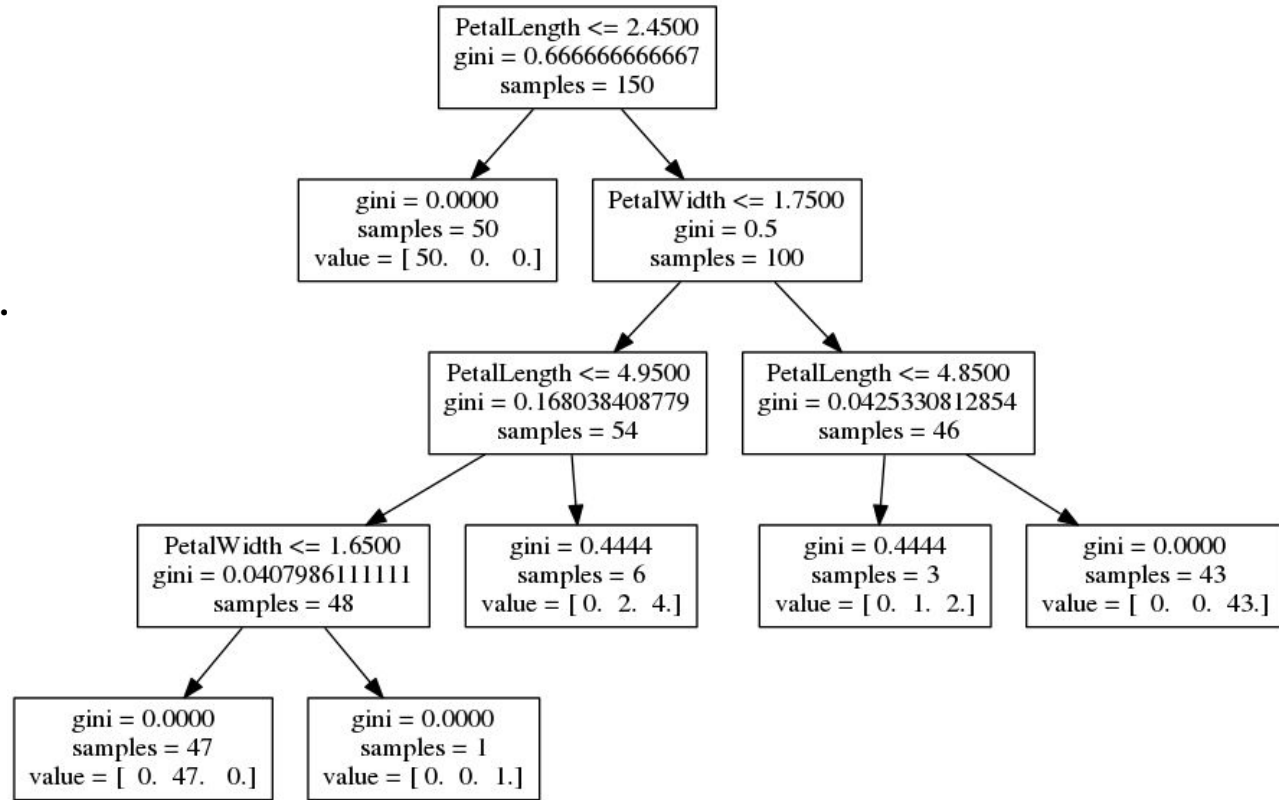 PetalLength <= 2.4500
gini = 0.666666666667
samples = 150
gini = 0.0000
samples = 50
value = [ 50. 0. 0.]
PetalWidth <= 1.7500
gini = 0.5
samples = 100
PetalLength <= 4.9500
gini = 0.168038408779
samples = 54
PetalLength <= 4.8500
gini = 0.0425330812854
samples = 46
PetalWidth <= 1.6500
gini = 0.0407986111111
samples = 48
gini = 0.4444
samples = 6
value = [ 0. 2. 4.]
gini = 0.4444
samples = 3
value = [ 0. 1. 2.]
gini = 0.0000
samples = 43
value = [ 0. 0. 43.]
gini = 0.0000
samples = 47
value = [ 0. 47. 0.]
gini = 0.0000
samples = 1
value = [ 0. 0. 1.]